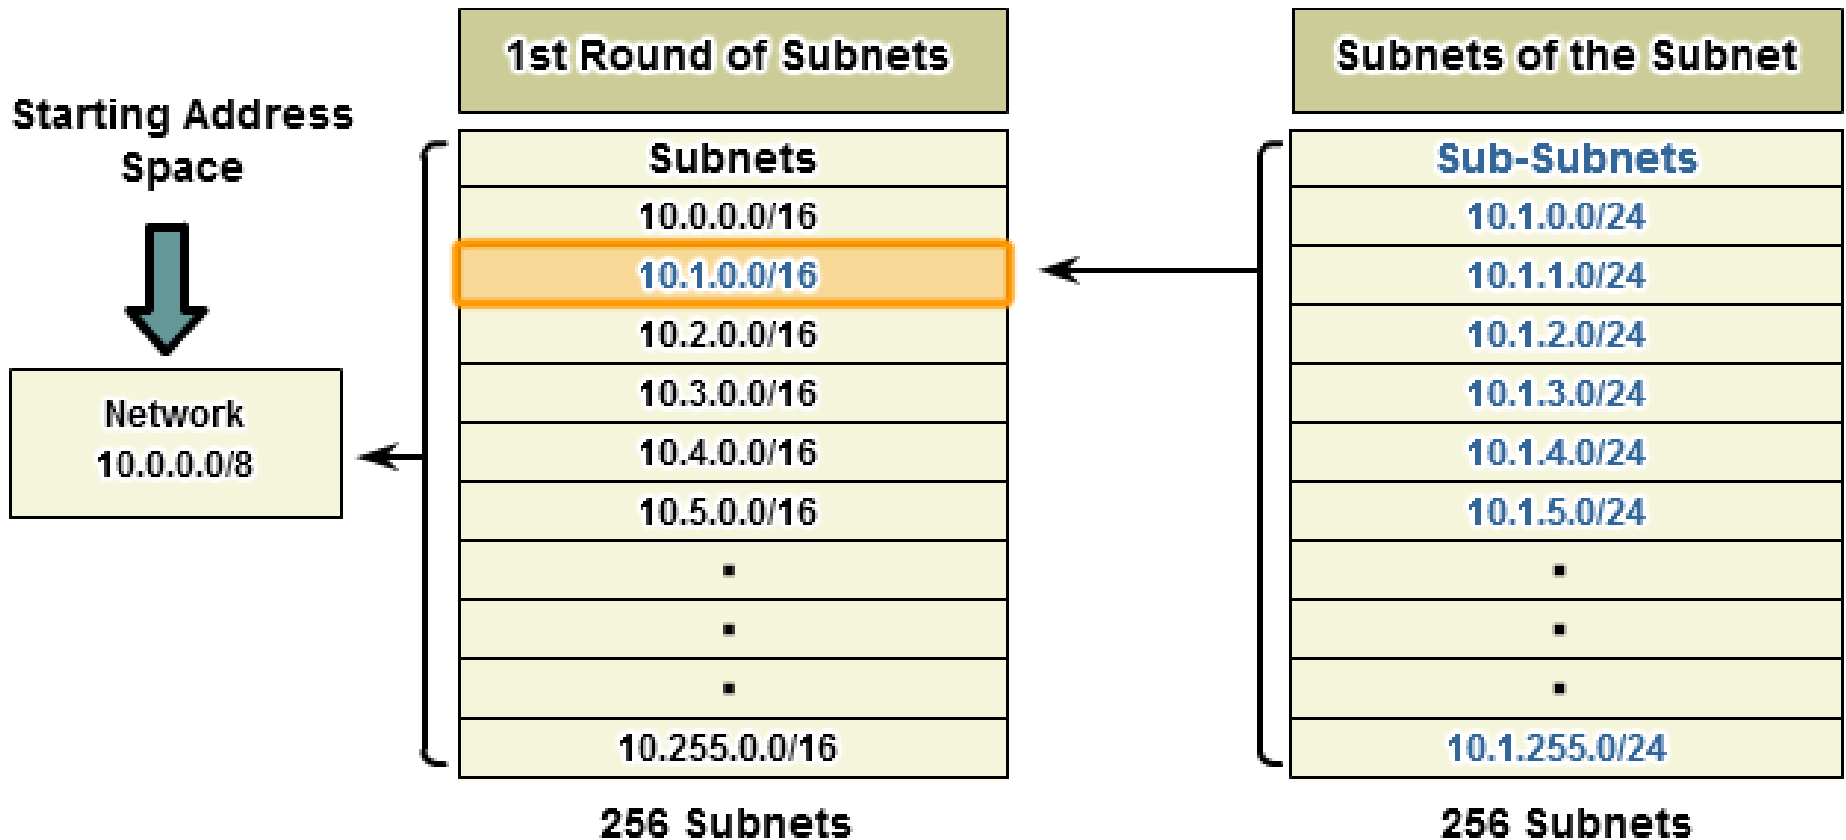 Starting Address
Space
Network
10.0.0.0/8
1st Round of Subnets
Subnets
10.0.0.0/16
10.1.0.0/16
10.2.0.0/16
10.3.0.0/16
10.4.0.0/16
10.5.0.0/16
.
.
.
10.255.0.0/16
256 Subnets
Subnets of the Subnet
Sub-Subnets
10.1.0.0/24
10.1.1.0/24
10.1.2.0/24
10.1.3.0/24
10.1.4.0/24
10.1.5.0/24
.
.
.
10.1.255.0/24
256 Subnets